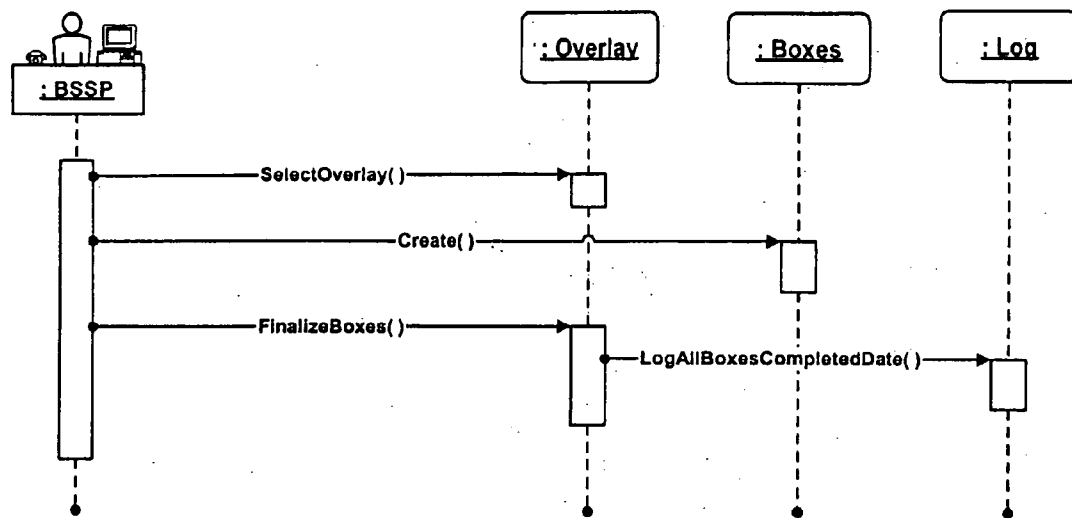 : BSSP
: Overlay
: Boxes
: Log
SelectOverlay( )
Create( )
FinalizeBoxes( )
LogAllBoxesCompletedDate( )